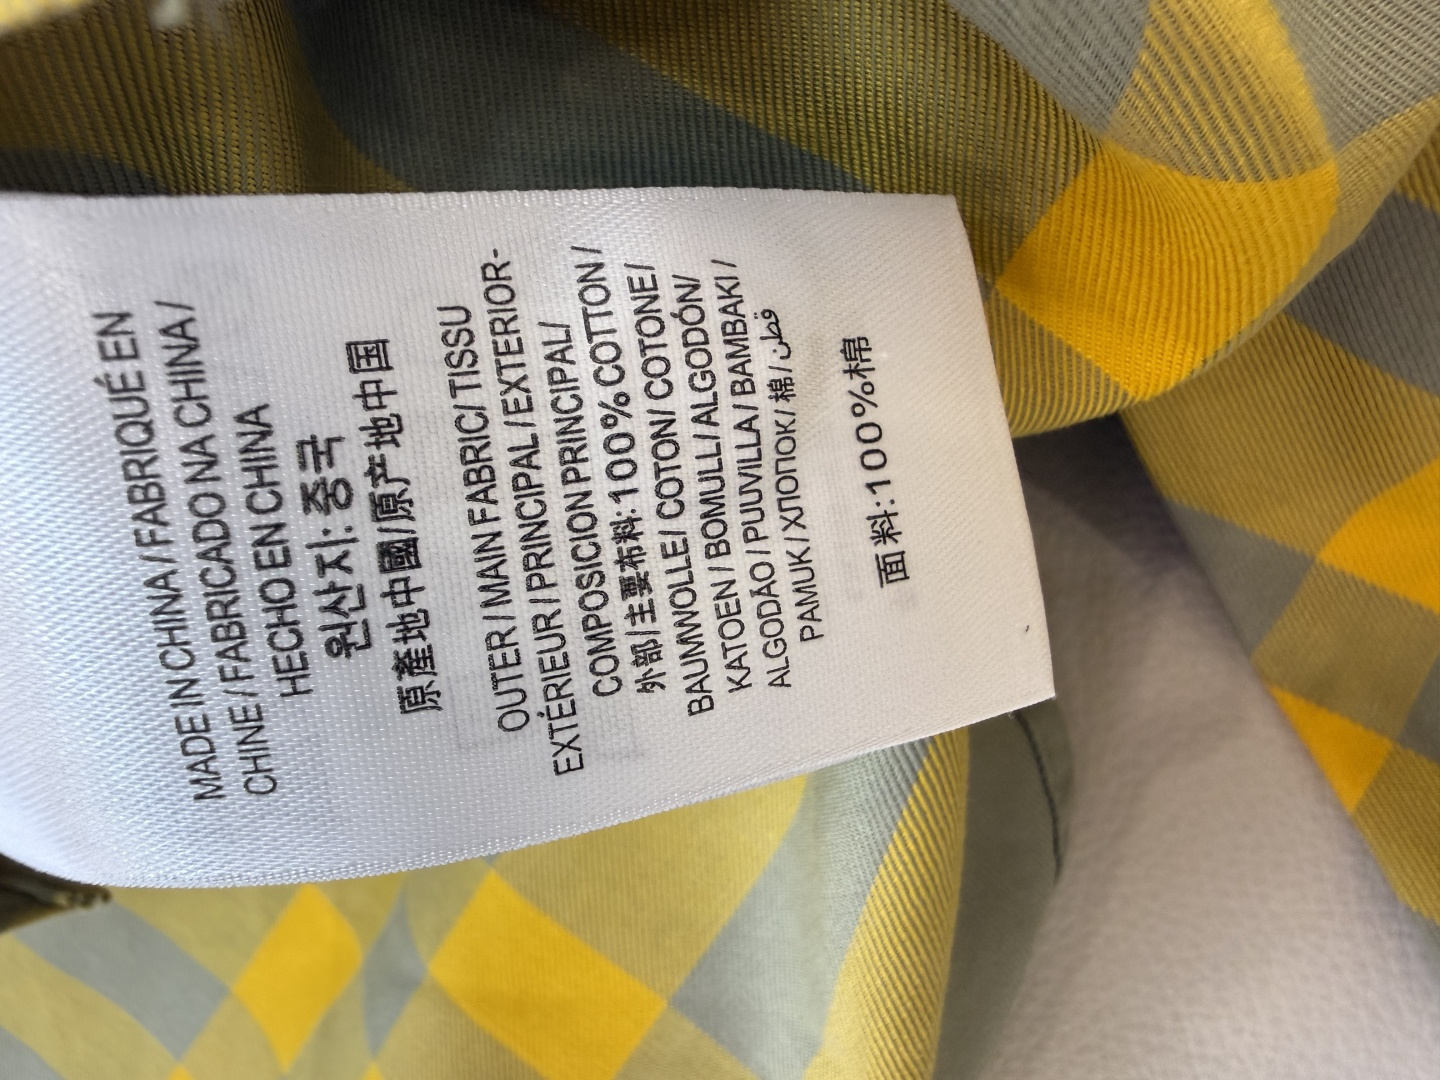 MADE IN CHINA / FABRIQUÉ EN
CHINE / FABRICADO NA CHINA /
HECHO EN CHINA
원산지: 중국
原產地中國/原产地中国
OUTER / MAIN FABRIC/ TISSU
EXTÉRIEUR / PRINCIPAL / EXTERIOR-
COMPOSICION PRINCIPAL/
外部/主要布料:100% COTTON /
BAUMWOLLE/ COTON/ COTONE/
KATOEN / BOMULL/ ALGODÓN/
ALGODÃO / PUUVILLA / BAMBAKI /
PAMUK / ХЛОПОК/ 棉/ قطن
面料:100%棉